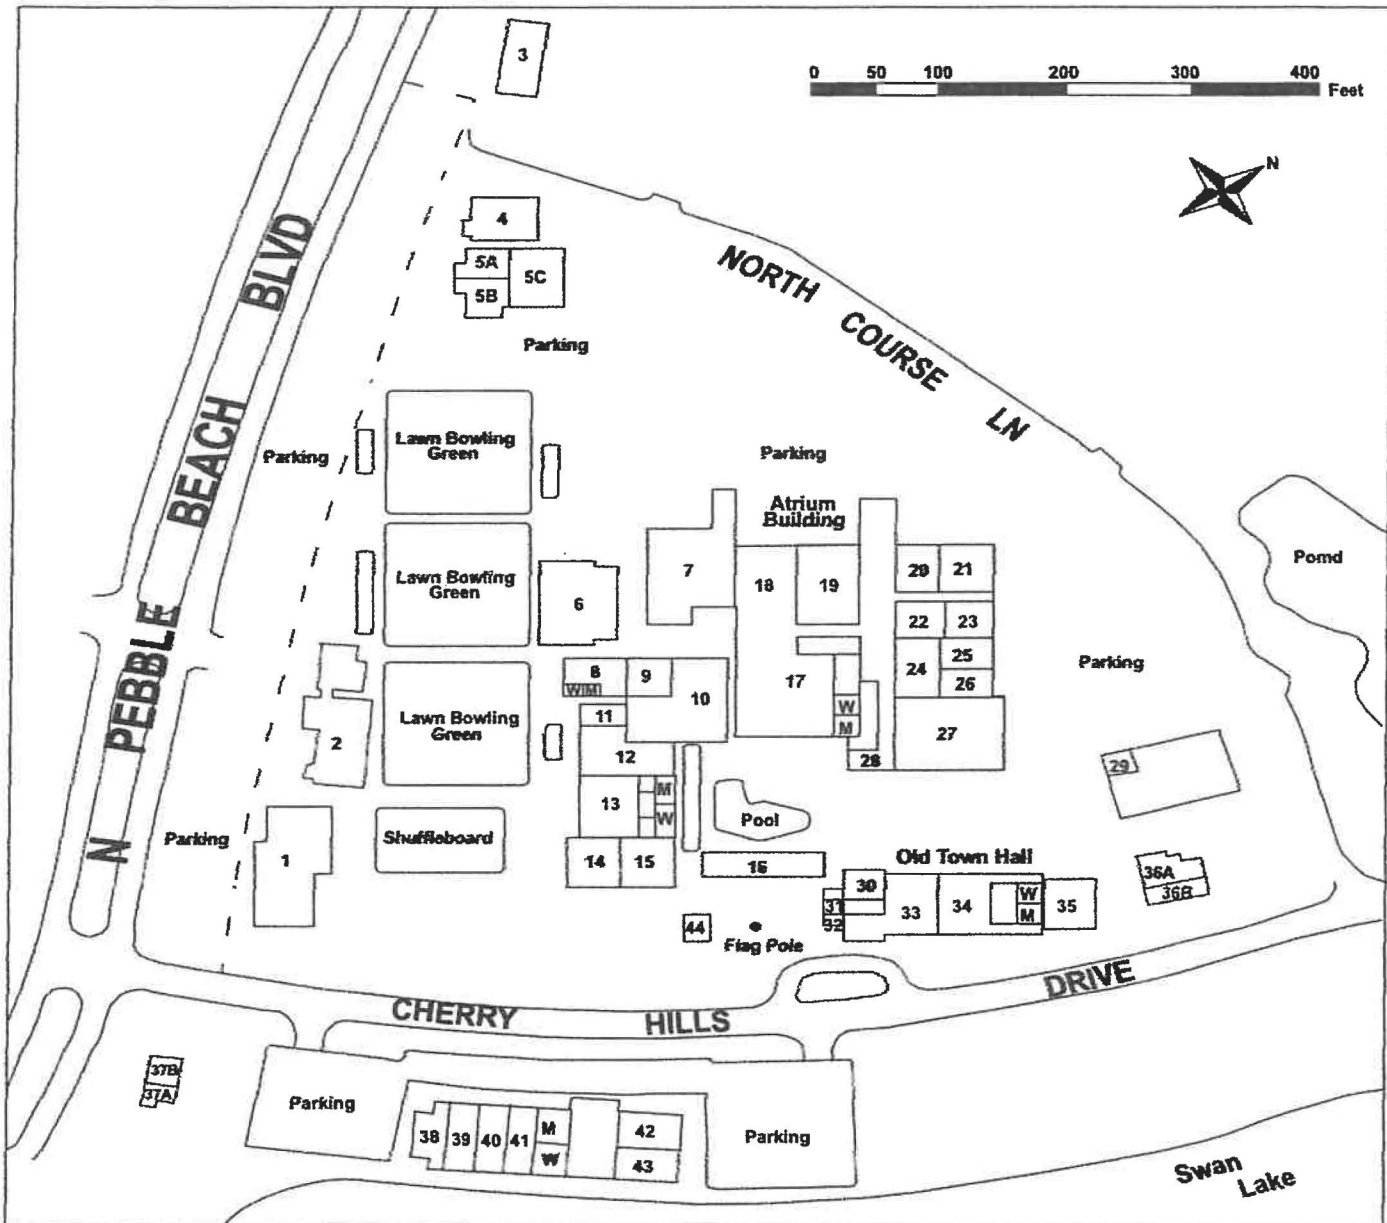 3
0 50 100 200 300 400
Feet
N
4
5A
5C
5B
NORTH COURSE LN
Parking
N PEBBLE BEACH BLVD
Lawn Bowling
Green
Parking
Parking
Atrium
Building
Pomd
Lawn Bowling
Green
6
7
18
19
20
21
22
23
24
25
26
Parking
8
W M
9
10
17
W
M
11
12
27
28
29
2
Lawn Bowling
Green
13
M
W
Pool
Parking
1
Shuffleboard
14
15
16
Old Town Hall
30
31
32
33
34
W
M
35
36A
36B
44
Flag Pole
CHERRY HILLS DRIVE
37B
37A
Parking
38
39
40
41
M
W
42
43
Parking
Swan
Lake